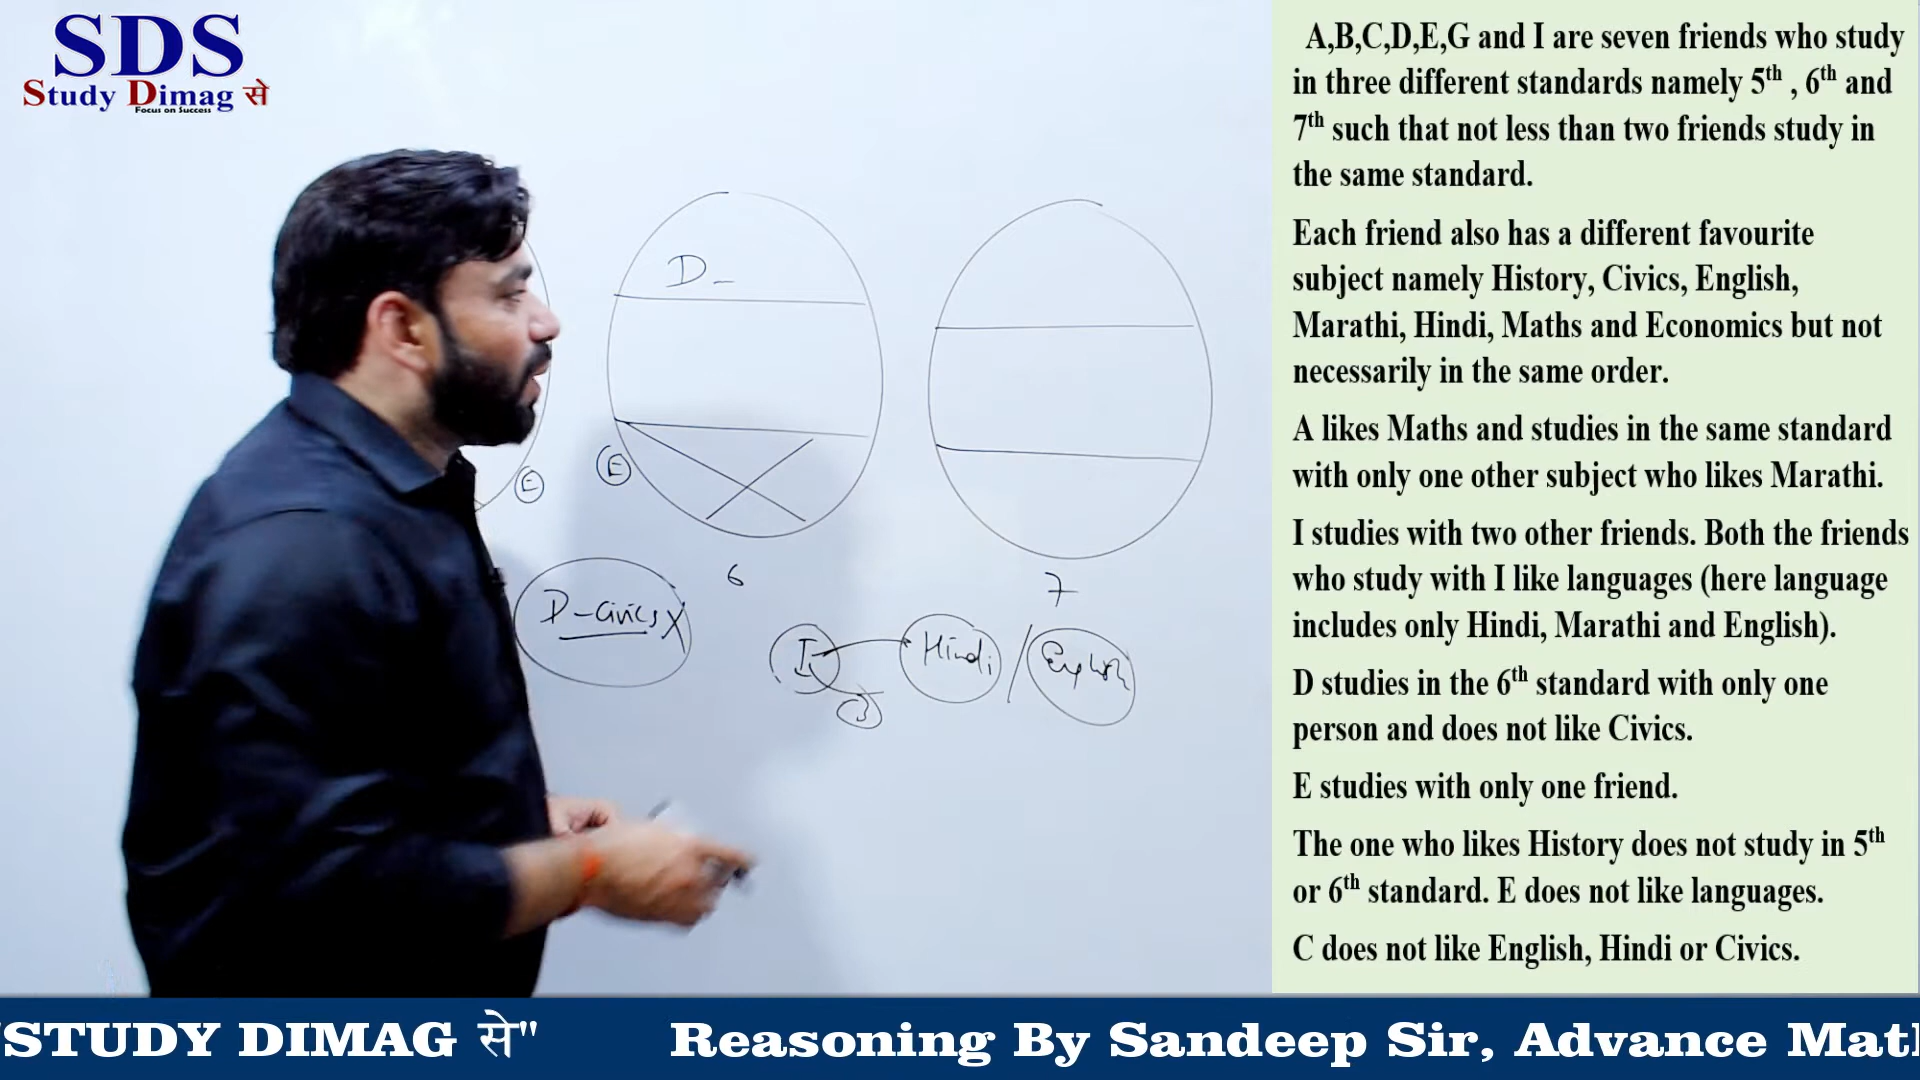 SDS
Study Dimag से
Focus on Success
D-
E
E
6
7
D-Civics X
I
Hindi / English
3
A,B,C,D,E,G and I are seven friends who study
in three different standards namely 5th , 6th and
7th such that not less than two friends study in
the same standard.
Each friend also has a different favourite
subject namely History, Civics, English,
Marathi, Hindi, Maths and Economics but not
necessarily in the same order.
A likes Maths and studies in the same standard
with only one other subject who likes Marathi.
I studies with two other friends. Both the friends
who study with I like languages (here language
includes only Hindi, Marathi and English).
D studies in the 6th standard with only one
person and does not like Civics.
E studies with only one friend.
The one who likes History does not study in 5th
or 6th standard. E does not like languages.
C does not like English, Hindi or Civics.
"STUDY DIMAG से" Reasoning By Sandeep Sir, Advance Mat